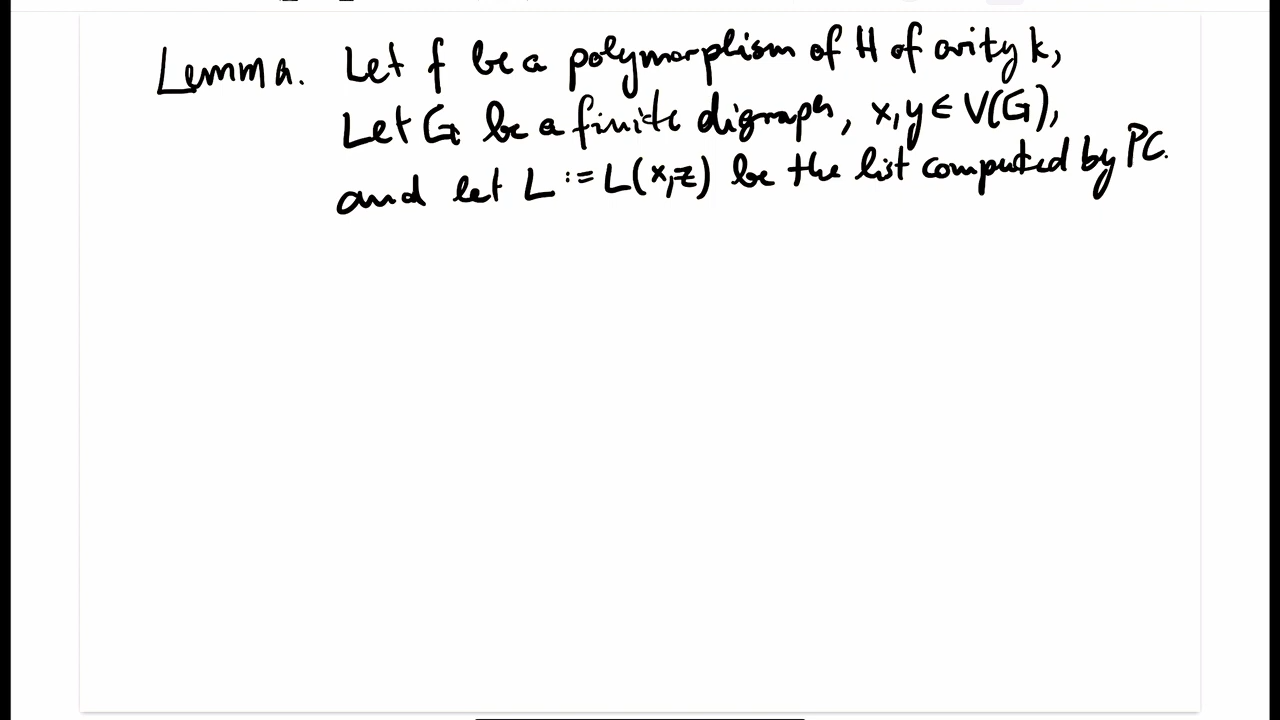 Lemma. Let f be a polymorphism of H of arity k,
Let G be a finite digraph, x,y ∈ V(G),
and let L := L(x,z) be the list computed by PC.